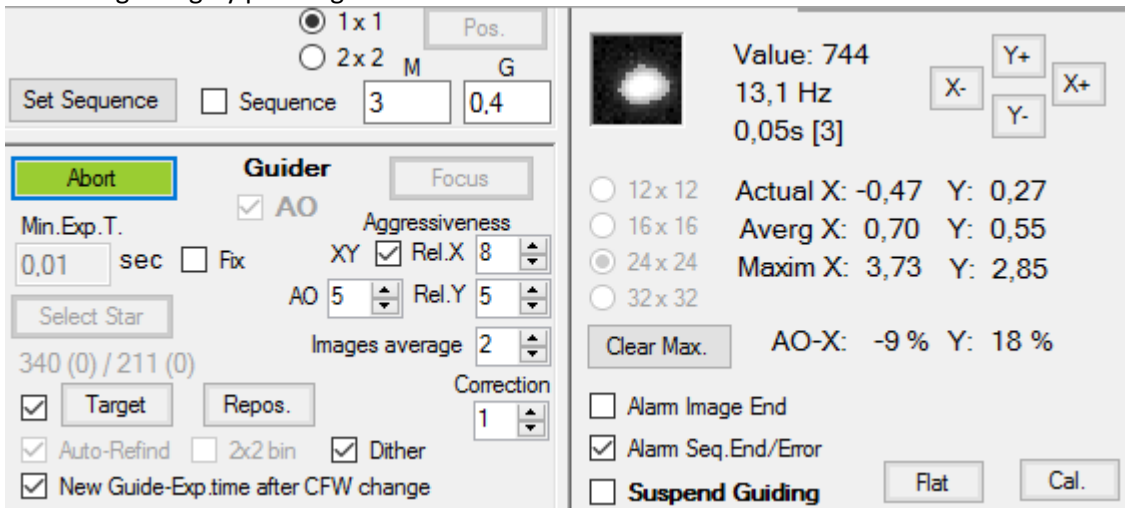 1 x 1
Pos.
2 x 2
M
G
Set Sequence
Sequence
3
0,4
Abort
Guider
Focus
AO
Min.Exp.T.
Aggressiveness
0,01 sec
Fix
XY
Rel.X 8
AO 5
Rel.Y 5
Select Star
Images average 2
340 (0) / 211 (0)
Correction
Target
Repos.
1
Auto-Refind
2x2 bin
Dither
New Guide-Exp.time after CFW change
Value: 744
13,1 Hz
0,05s [3]
Y+
X-
X+
Y-
12 x 12
16 x 16
24 x 24
32 x 32
Actual X: -0,47 Y: 0,27
Averg X: 0,70 Y: 0,55
Maxim X: 3,73 Y: 2,85
Clear Max.
AO-X: -9 % Y: 18 %
Alarm Image End
Alarm Seq.End/Error
Suspend Guiding
Flat
Cal.